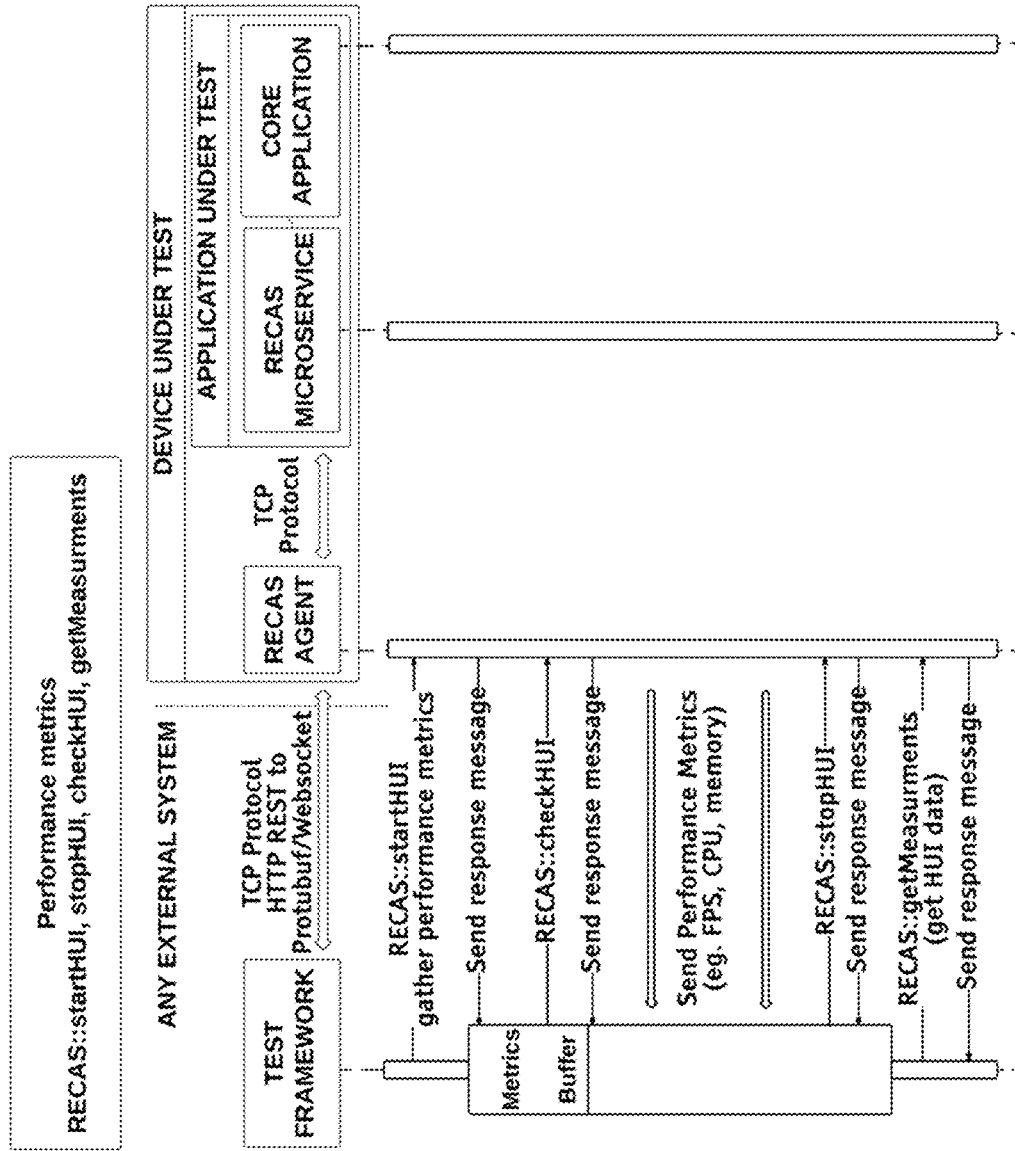 Performance metrics
RECAS::startHUI, stopHUI, checkHUI, getMeasurments
ANY EXTERNAL SYSTEM
DEVICE UNDER TEST
APPLICATION UNDER TEST
TEST
FRAMEWORK
TCP Protocol
HTTP REST to
Protubuf/Websocket
RECAS
AGENT
TCP
Protocol
RECAS
MICROSERVICE
CORE
APPLICATION
RECAS::startHUI
gather performance metrics
Send response message
Metrics
Buffer
RECAS::checkHUI
Send response message
Send Performance Metrics
(eg. FPS, CPU, memory)
RECAS::stopHUI
Send response message
RECAS::getMeasurments
(get HUI data)
Send response message